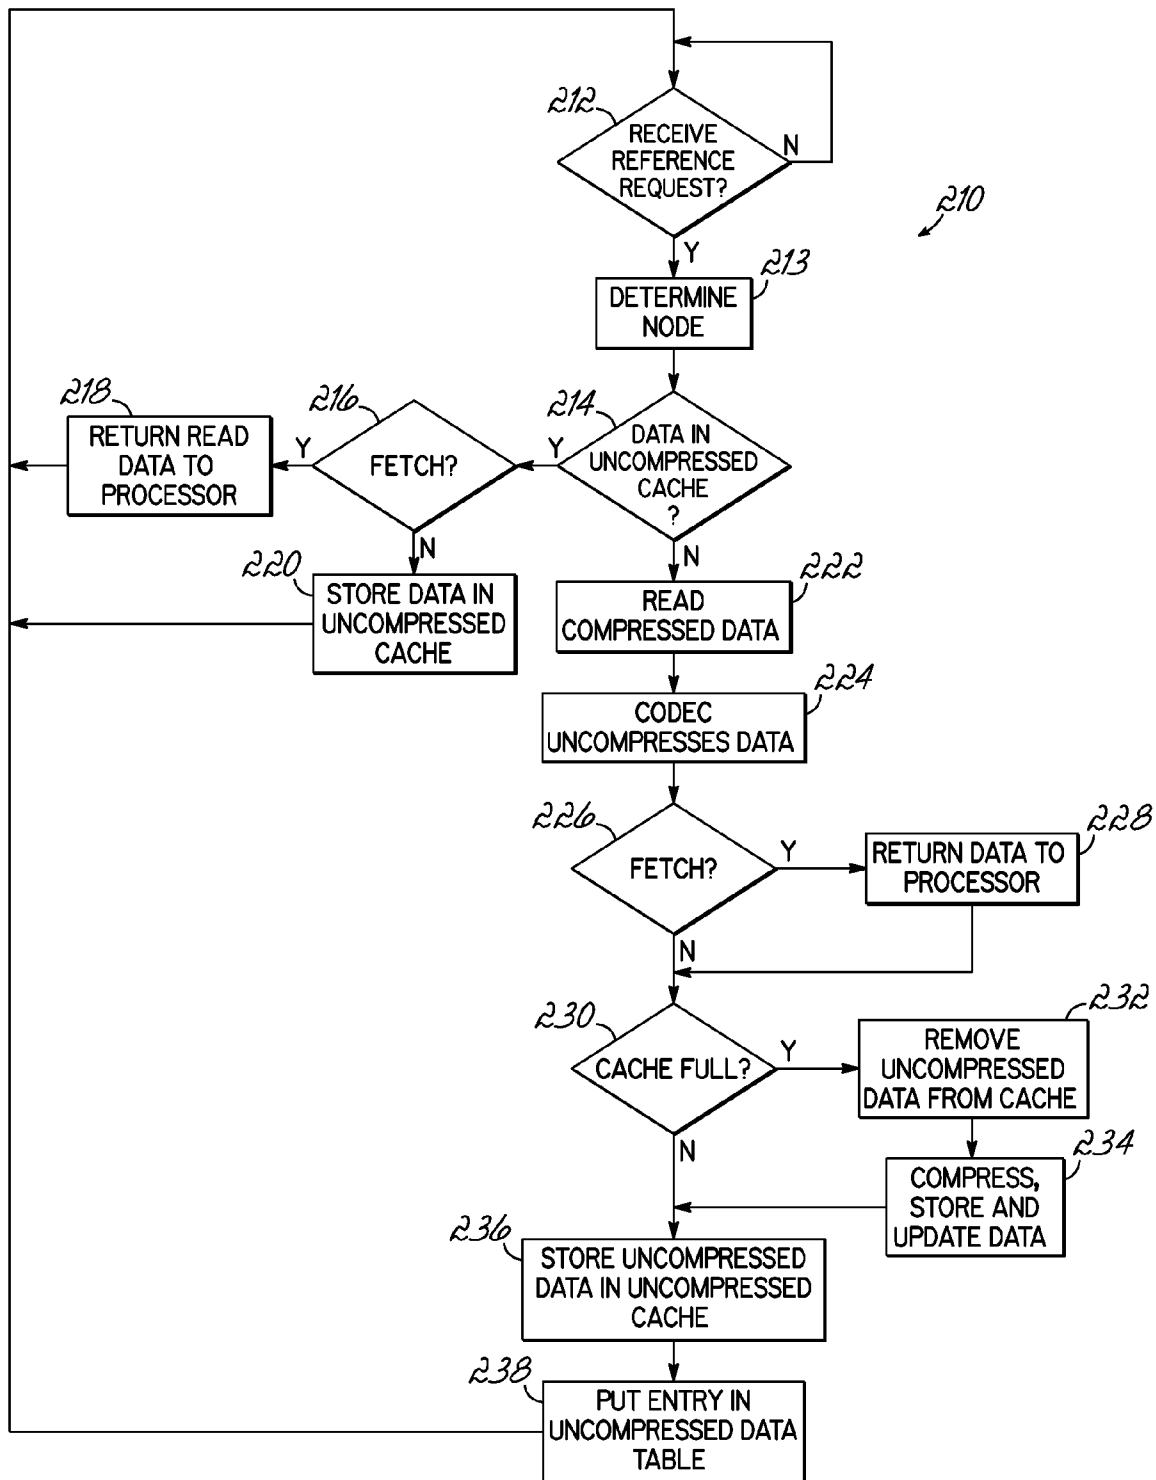 212
RECEIVE
REFERENCE
REQUEST?
N
210
Y
213
DETERMINE
NODE
218
RETURN READ
DATA TO
PROCESSOR
216
Y
FETCH?
214
Y
DATA IN
UNCOMPRESSED
CACHE
?
N
220
STORE DATA IN
UNCOMPRESSED
CACHE
N
222
READ
COMPRESSED DATA
224
CODEC
UNCOMPRESSES DATA
226
FETCH?
Y
228
RETURN DATA TO
PROCESSOR
N
230
CACHE FULL?
Y
232
REMOVE
UNCOMPRESSED
DATA FROM CACHE
N
234
COMPRESS,
STORE AND
UPDATE DATA
236
STORE UNCOMPRESSED
DATA IN UNCOMPRESSED
CACHE
238
PUT ENTRY IN
UNCOMPRESSED DATA
TABLE